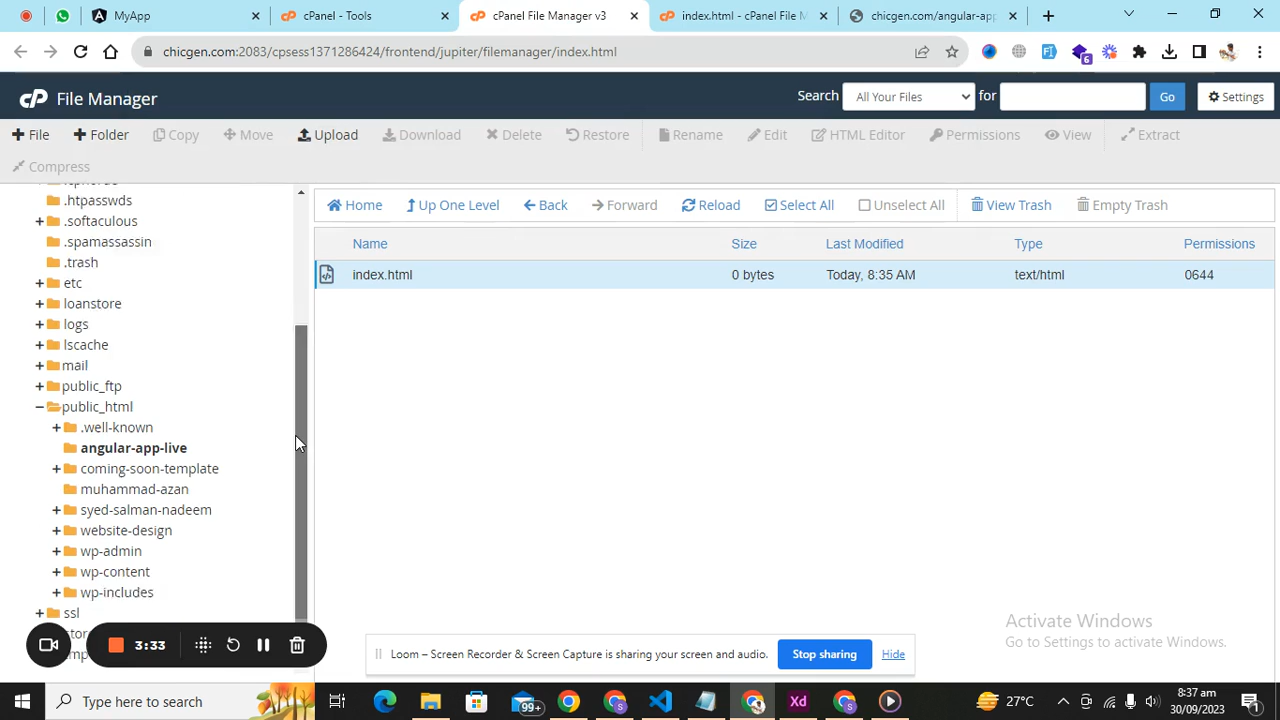 MyApp
cPanel - Tools
cPanel File Manager v3
index.html - cPanel File M
chicgen.com/angular-ap
chicgen.com:2083/cpsess1371286424/frontend/jupiter/filemanager/index.html
6
cP File Manager
Search All Your Files for Go Settings
File Folder Copy Move Upload Download Delete Restore Rename Edit HTML Editor Permissions View Extract
Compress
Home Up One Level Back Forward Reload Select All Unselect All View Trash Empty Trash
Name Size Last Modified Type Permissions
index.html 0 bytes Today, 8:35 AM text/html 0644
.htpasswds
.softaculous
.spamassassin
.trash
etc
loanstore
logs
lscache
mail
public_ftp
public_html
.well-known
angular-app-live
coming-soon-template
muhammad-azan
syed-salman-nadeem
website-design
wp-admin
wp-content
wp-includes
ssl
3:33
Loom – Screen Recorder & Screen Capture is sharing your screen and audio. Stop sharing Hide
Activate Windows
Go to Settings to activate Windows.
Type here to search
99+
Xd
27°C
8:37 am
30/09/2023
1